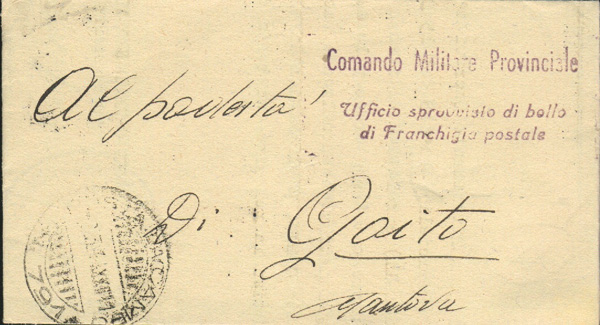 Comando Militare Provinciale
Ufficio sprovvisto di bollo
di Franchigia postale
Al podestà
Di Goito
Mantova